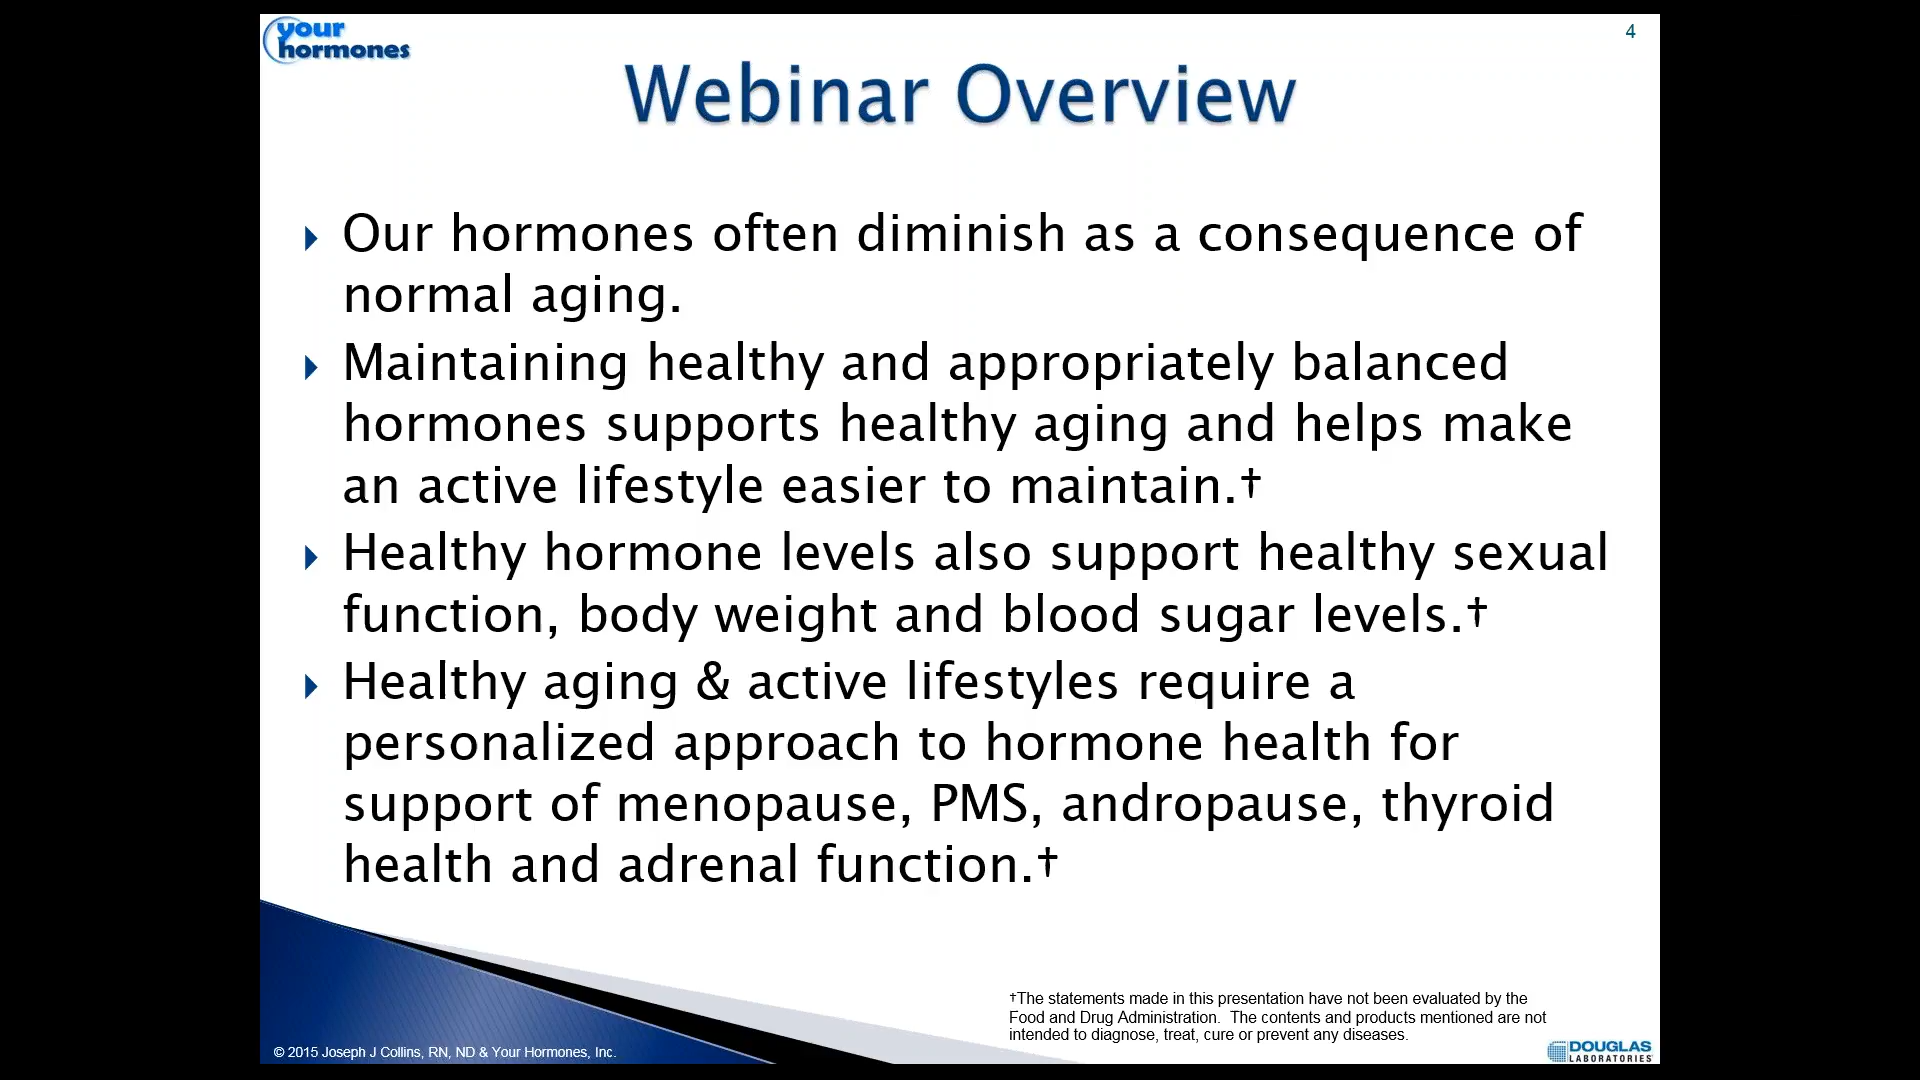 your
hormones
4
Webinar Overview
Our hormones often diminish as a consequence of
normal aging.
Maintaining healthy and appropriately balanced
hormones supports healthy aging and helps make
an active lifestyle easier to maintain.†
Healthy hormone levels also support healthy sexual
function, body weight and blood sugar levels.†
Healthy aging & active lifestyles require a
personalized approach to hormone health for
support of menopause, PMS, andropause, thyroid
health and adrenal function.†
†The statements made in this presentation have not been evaluated by the
Food and Drug Administration. The contents and products mentioned are not
intended to diagnose, treat, cure or prevent any diseases.
© 2015 Joseph J Collins, RN, ND & Your Hormones, Inc.
DOUGLAS
LABORATORIES